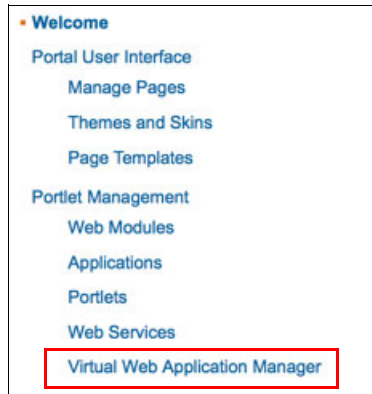 Welcome
Portal User Interface
Manage Pages
Themes and Skins
Page Templates
Portlet Management
Web Modules
Applications
Portlets
Web Services
Virtual Web Application Manager